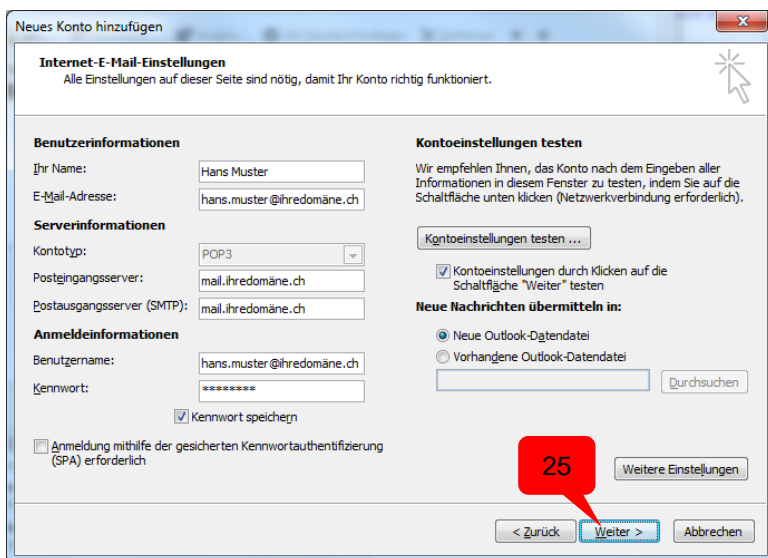 Neues Konto hinzufügen
Internet-E-Mail-Einstellungen
Alle Einstellungen auf dieser Seite sind nötig, damit Ihr Konto richtig funktioniert.
Benutzerinformationen
Ihr Name:
Hans Muster
E-Mail-Adresse:
hans.muster@ihredomäne.ch
Serverinformationen
Kontotyp:
POP3
Posteingangsserver:
mail.ihredomäne.ch
Postausgangsserver (SMTP):
mail.ihredomäne.ch
Anmeldeinformationen
Benutzername:
hans.muster@ihredomäne.ch
Kennwort:
********
Kennwort speichern
Anmeldung mithilfe der gesicherten Kennwortauthentifizierung
(SPA) erforderlich
Kontoeinstellungen testen
Wir empfehlen Ihnen, das Konto nach dem Eingeben aller
Informationen in diesem Fenster zu testen, indem Sie auf die
Schaltfläche unten klicken (Netzwerkverbindung erforderlich).
Kontoeinstellungen testen ...
Kontoeinstellungen durch Klicken auf die
Schaltfläche "Weiter" testen
Neue Nachrichten übermitteln in:
Neue Outlook-Datendatei
Vorhandene Outlook-Datendatei
Durchsuchen
25
Weitere Einstellungen
< Zurück
Weiter >
Abbrechen